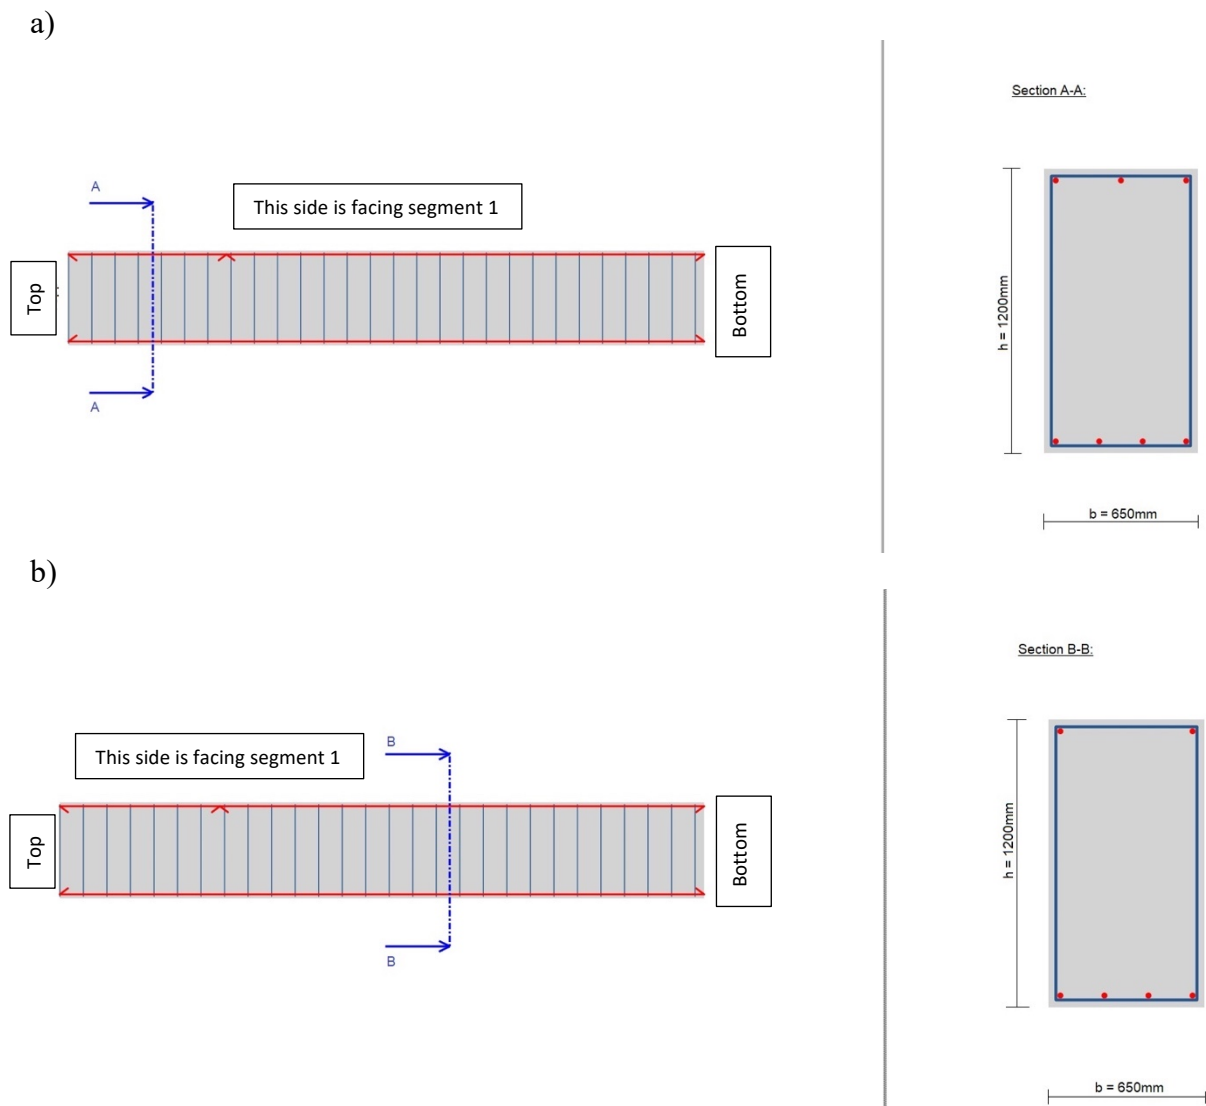 a)
Section A-A:
A
This side is facing segment 1
Top
Bottom
h = 1200mm
A
b = 650mm
b)
Section B-B:
This side is facing segment 1
B
Top
Bottom
h = 1200mm
B
b = 650mm